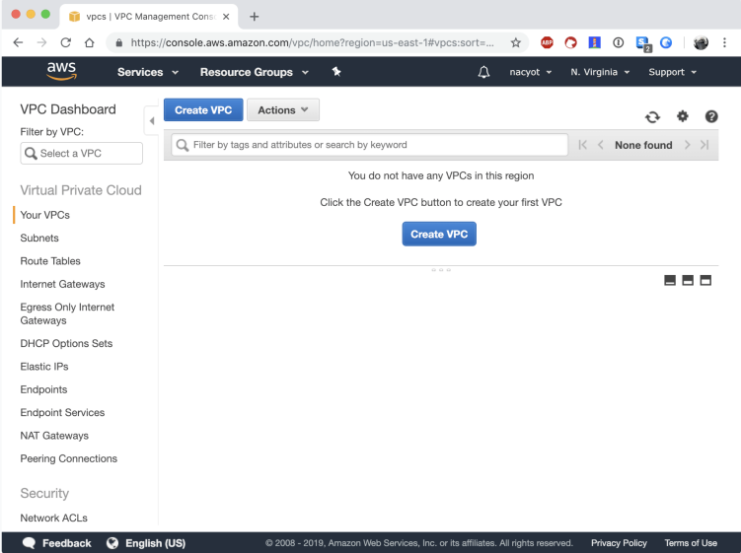 vpcs | VPC Management Cons
https://console.aws.amazon.com/vpc/home?region=us-east-1#vpcs:sort=...
ABP
2
aws
Services
Resource Groups
nacyot
N. Virginia
Support
VPC Dashboard
Filter by VPC:
Select a VPC
Virtual Private Cloud
Your VPCs
Subnets
Route Tables
Internet Gateways
Egress Only Internet
Gateways
DHCP Options Sets
Elastic IPs
Endpoints
Endpoint Services
NAT Gateways
Peering Connections
Security
Network ACLs
Create VPC
Actions
Filter by tags and attributes or search by keyword
None found
You do not have any VPCs in this region
Click the Create VPC button to create your first VPC
Create VPC
Feedback
English (US)
© 2008 - 2019, Amazon Web Services, Inc. or its affiliates. All rights reserved.
Privacy Policy
Terms of Use